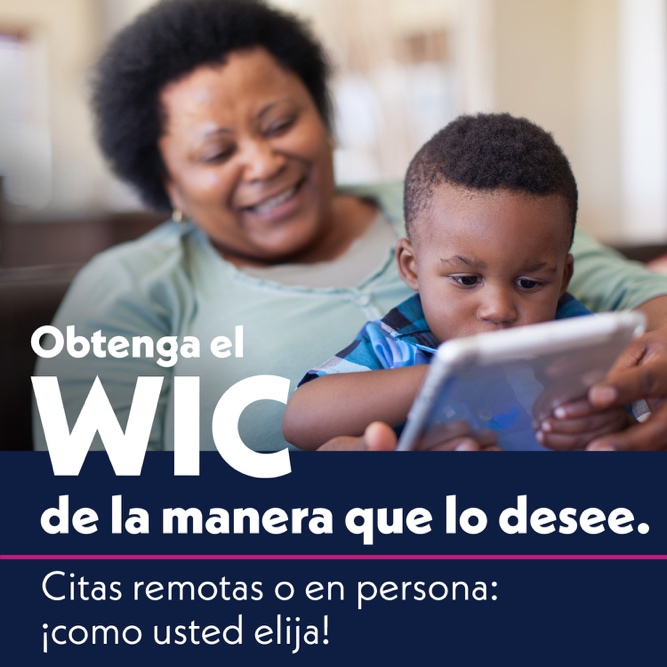 Obtenga el
WIC
de la manera que lo desee.
Citas remotas o en persona:
¡como usted elija!